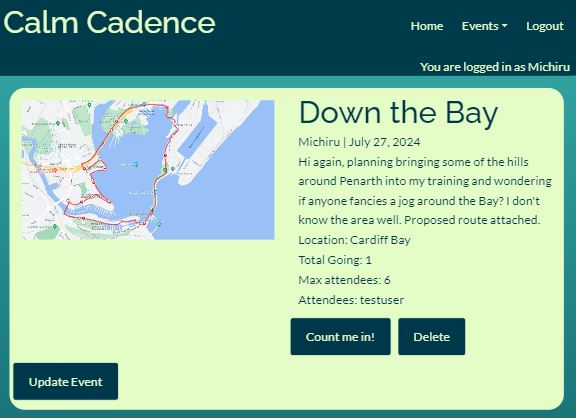 Calm Cadence
Home
Events
Logout
You are logged in as Michiru
Down the Bay
Michiru | July 27, 2024
Hi again, planning bringing some of the hills
around Penarth into my training and wondering
if anyone fancies a jog around the Bay? I don't
know the area well. Proposed route attached.
Location: Cardiff Bay
Total Going: 1
Max attendees: 6
Attendees: testuser
Count me in!
Delete
Update Event